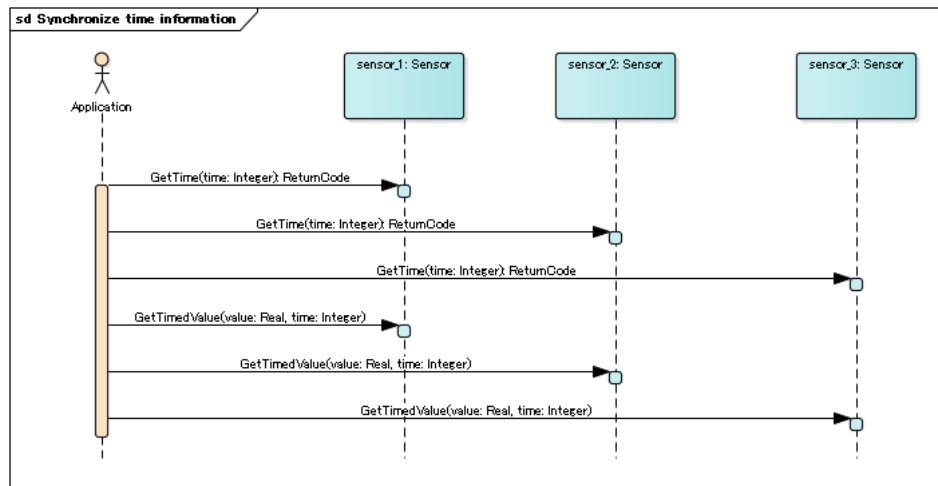 sd Synchronize time information
sensor_1: Sensor
sensor_2: Sensor
sensor_3: Sensor
Application
GetTime(time: Integer): ReturnCode
GetTime(time: Integer): ReturnCode
GetTime(time: Integer): ReturnCode
GetTimedValue(value: Real, time: Integer)
GetTimedValue(value: Real, time: Integer)
GetTimedValue(value: Real, time: Integer)